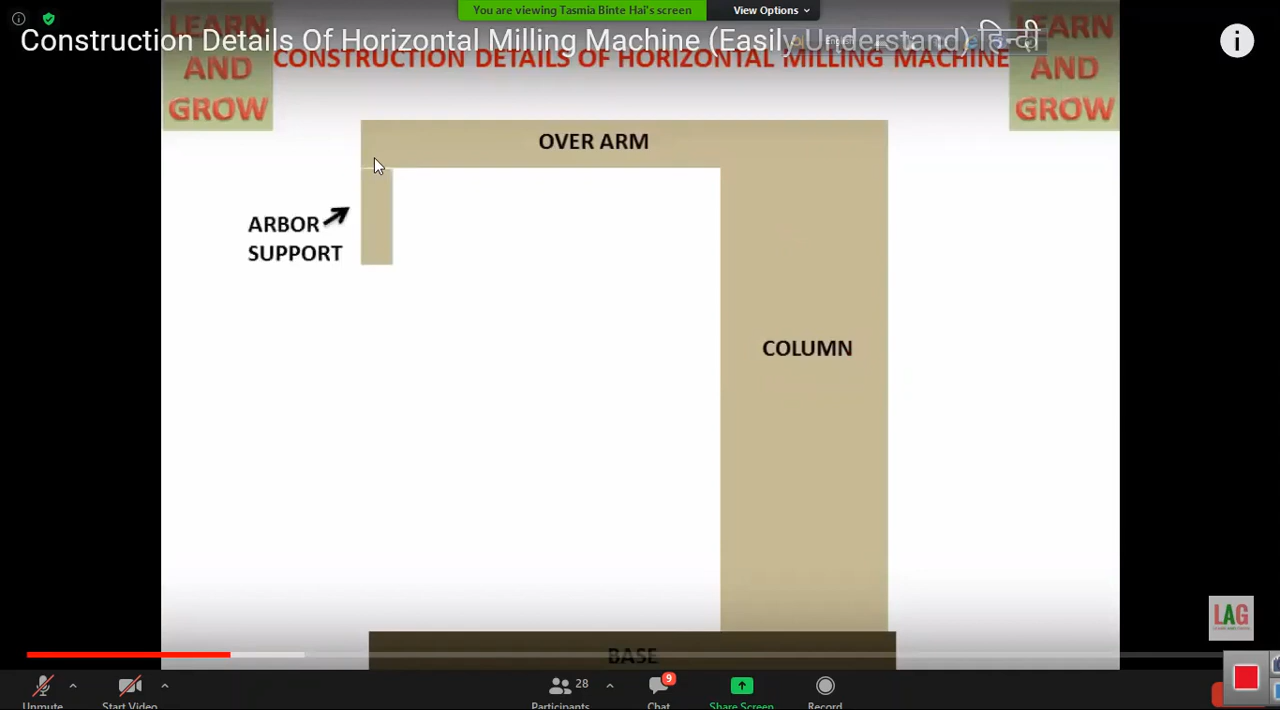 You are viewing Tasmia Binte Hai's screen
View Options
Construction Details Of Horizontal Milling Machine (Easily Understand) हिन्दी
LEARN
AND
GROW
CONSTRUCTION DETAILS OF HORIZONTAL MILLING MACHINE
LEARN
AND
GROW
OVER ARM
ARBOR
SUPPORT
COLUMN
BASE
LAG
28
9
Unmute
Start Video
Participants
Chat
Share Screen
Record